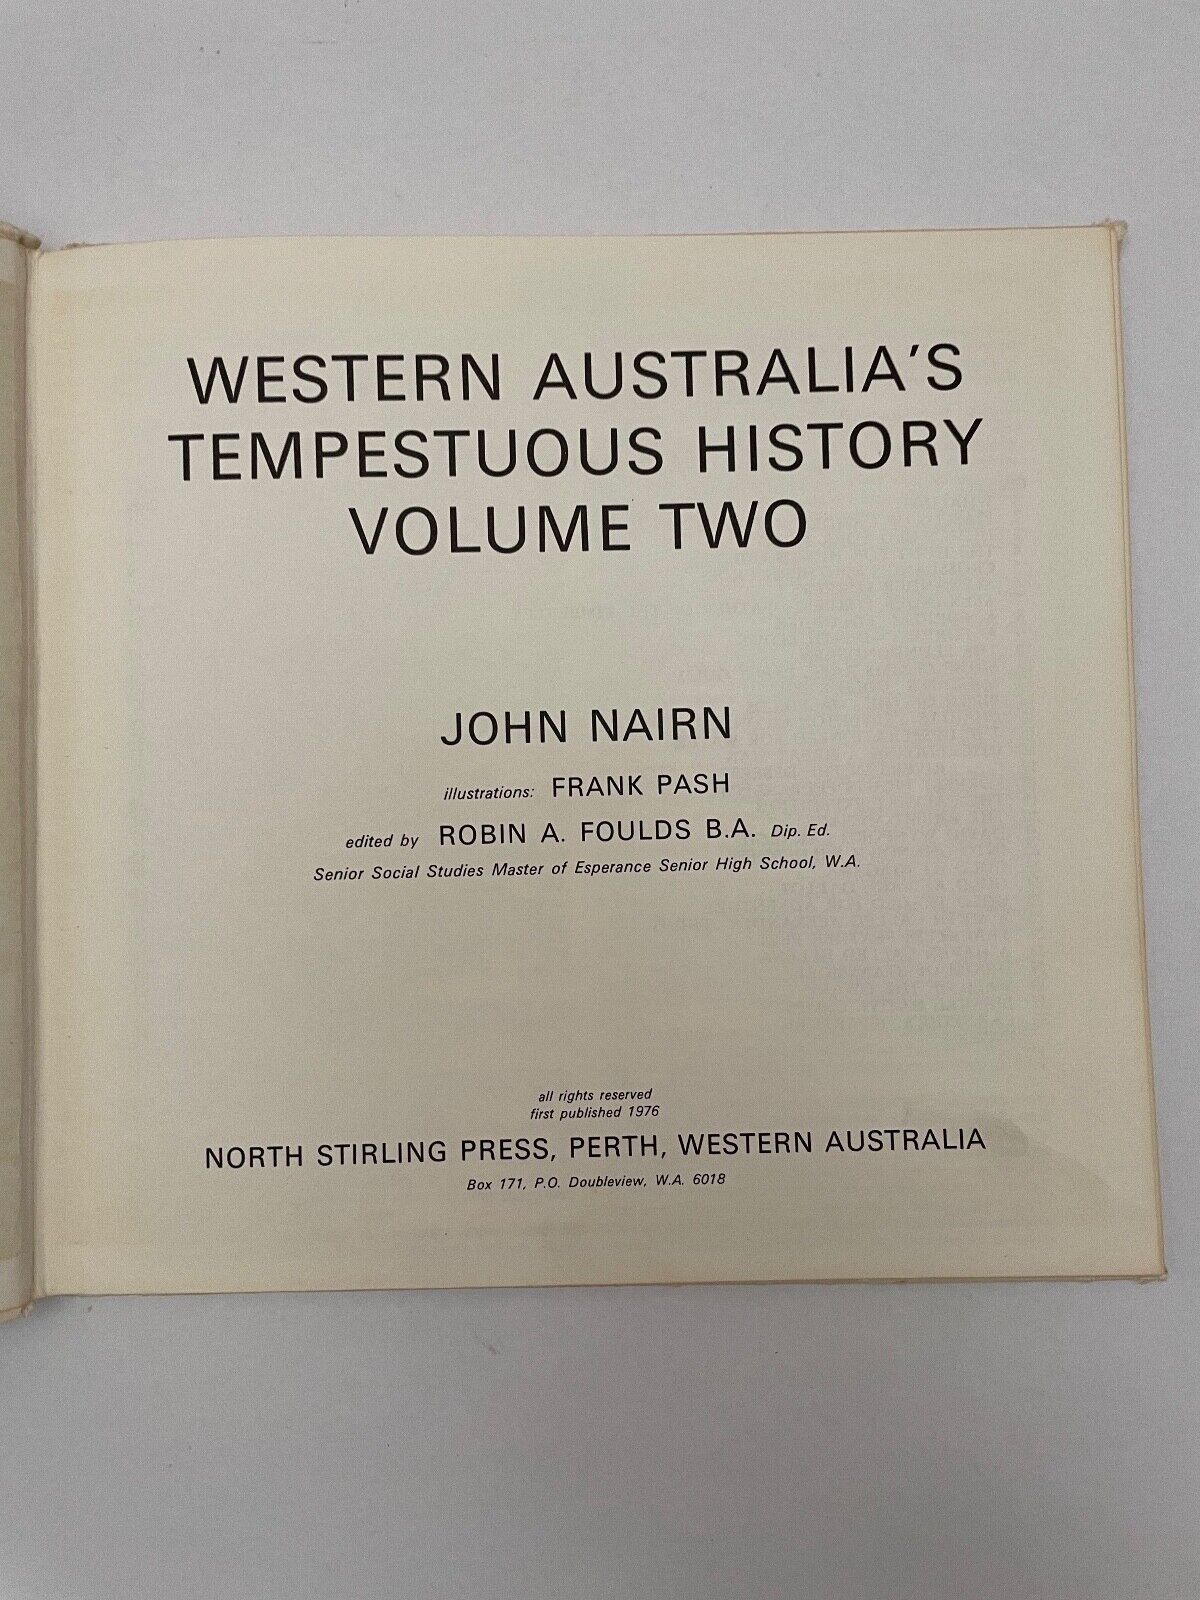 WESTERN AUSTRALIA'S
TEMPESTUOUS HISTORY
VOLUME TWO
JOHN NAIRN
illustrations: FRANK PASH
edited by ROBIN A. FOULDS B.A. Dip. Ed.
Senior Social Studies Master of Esperance Senior High School, W.A.
all rights reserved
first published 1976
NORTH STIRLING PRESS, PERTH, WESTERN AUSTRALIA
Box 171, P.O. Doubleview, W.A. 6018